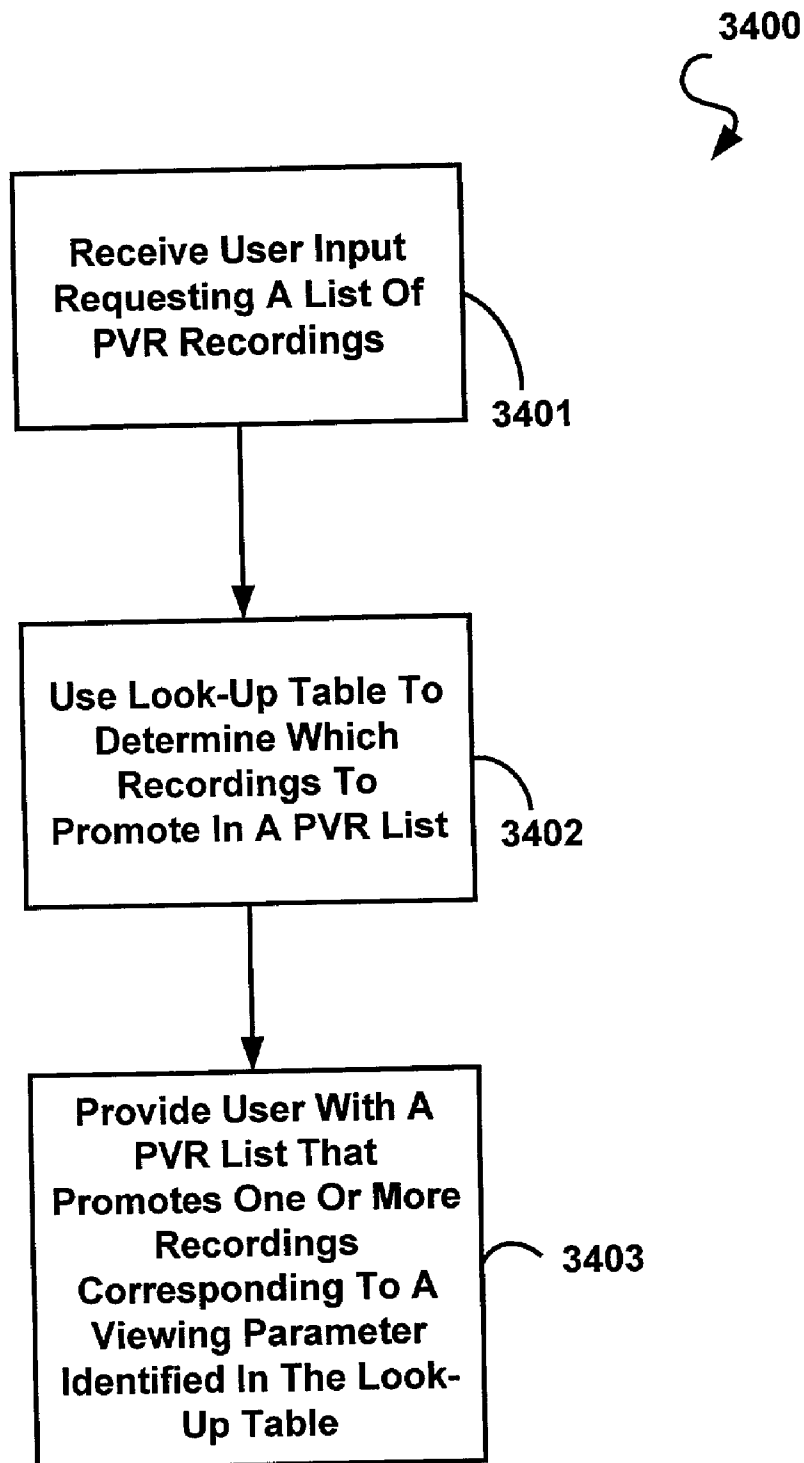 3400
Receive User Input
Requesting A List Of
PVR Recordings
3401
Use Look-Up Table To
Determine Which
Recordings To
Promote In A PVR List
3402
Provide User With A
PVR List That
Promotes One Or More
Recordings
Corresponding To A
Viewing Parameter
Identified In The Look-
Up Table
3403